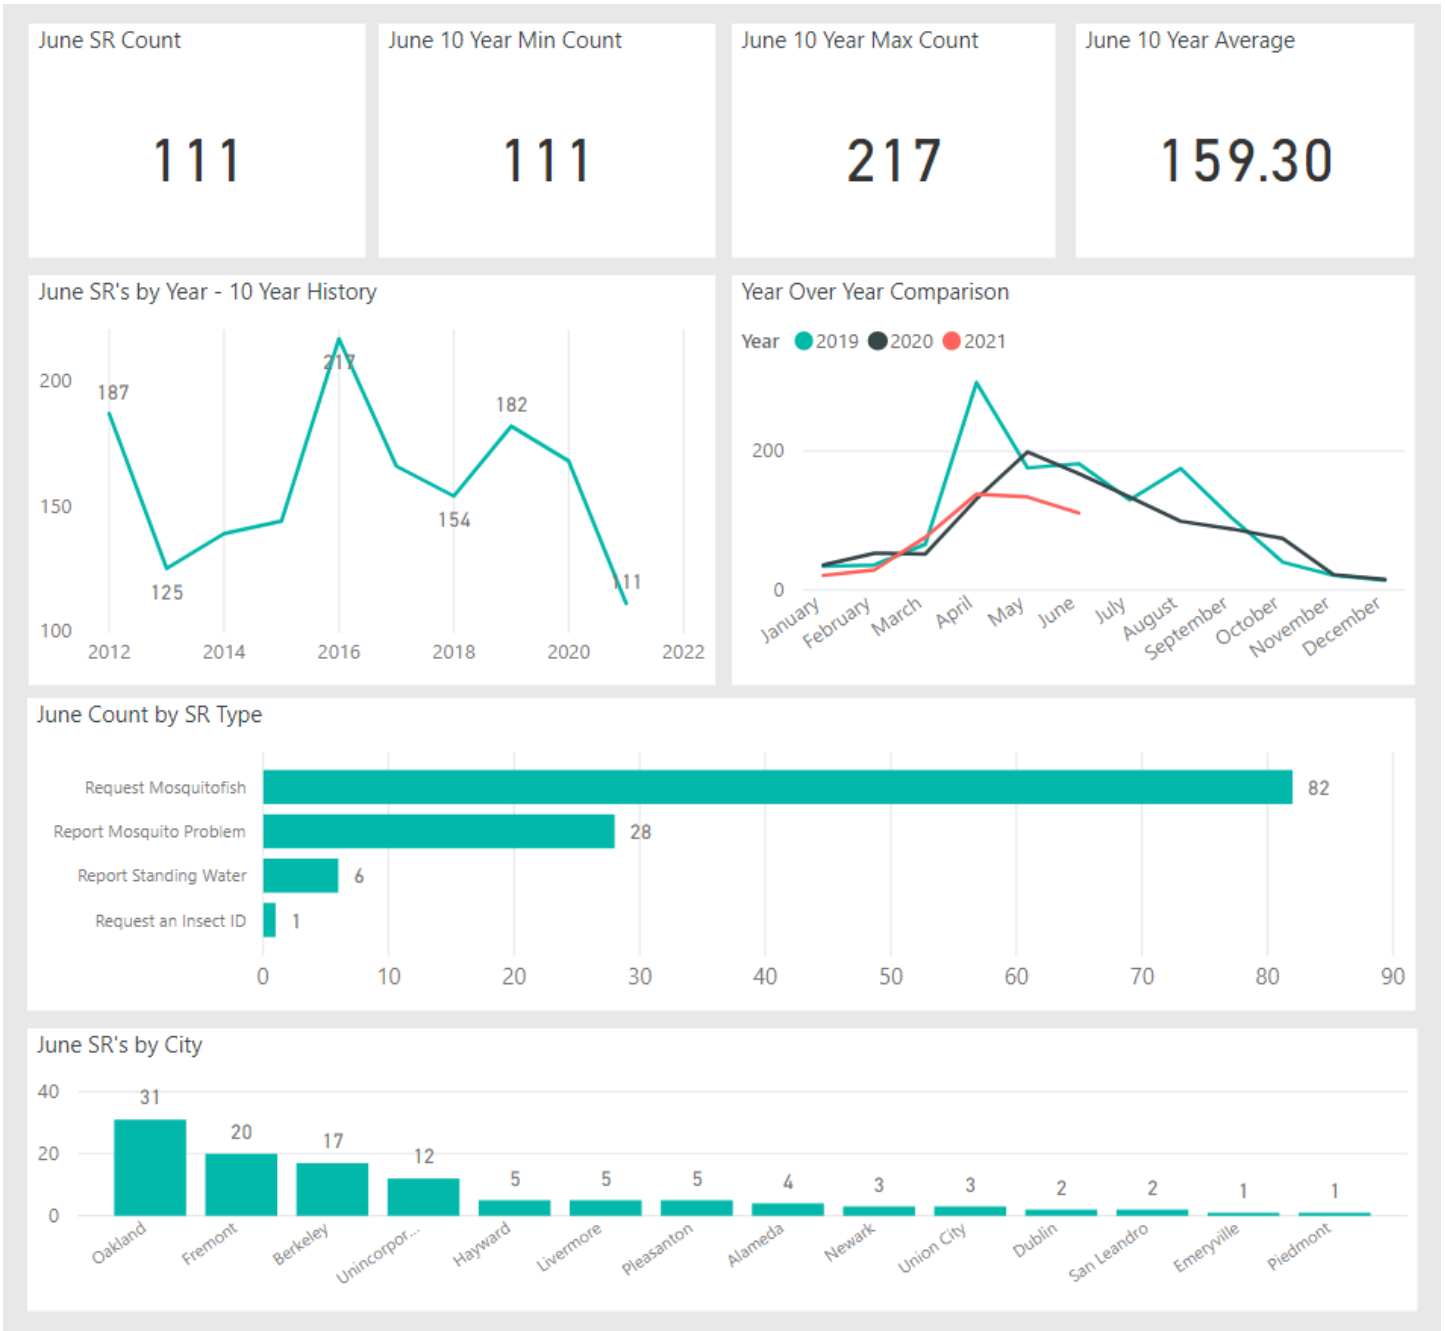 June SR Count
111
June 10 Year Min Count
111
June 10 Year Max Count
217
June 10 Year Average
159.30
June SR's by Year - 10 Year History
200
150
100
187
125
217
154
182
111
2012 2014 2016 2018 2020 2022
Year Over Year Comparison
Year 2019 2020 2021
200
0
January February March April May June July August September October November December
June Count by SR Type
Request Mosquitofish 82
Report Mosquito Problem 28
Report Standing Water 6
Request an Insect ID 1
0 10 20 30 40 50 60 70 80 90
June SR's by City
40
20
0
31 20 17 12 5 5 5 4 3 3 2 2 1 1
Oakland Fremont Berkeley Unincorpor... Hayward Livermore Pleasanton Alameda Newark Union City Dublin San Leandro Emeryville Piedmont